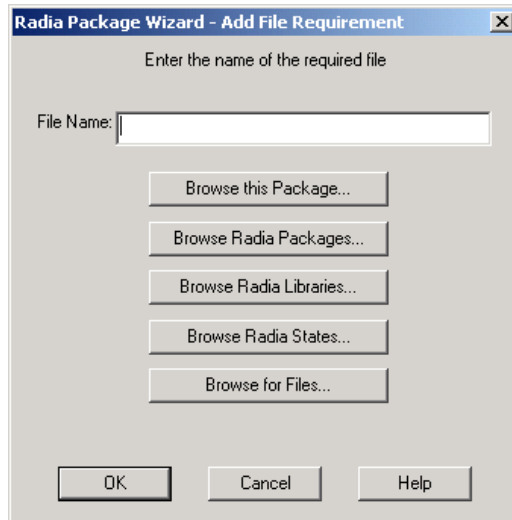 Radia Package Wizard - Add File Requirement
Enter the name of the required file
File Name:
Browse this Package...
Browse Radia Packages...
Browse Radia Libraries...
Browse Radia States...
Browse for Files...
OK Cancel Help